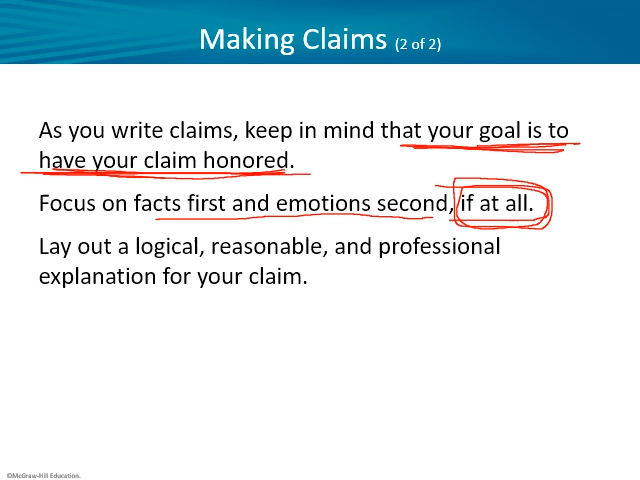 Making Claims (2 of 2)
As you write claims, keep in mind that your goal is to
have your claim honored.
Focus on facts first and emotions second, if at all.
Lay out a logical, reasonable, and professional
explanation for your claim.
©McGraw-Hill Education.